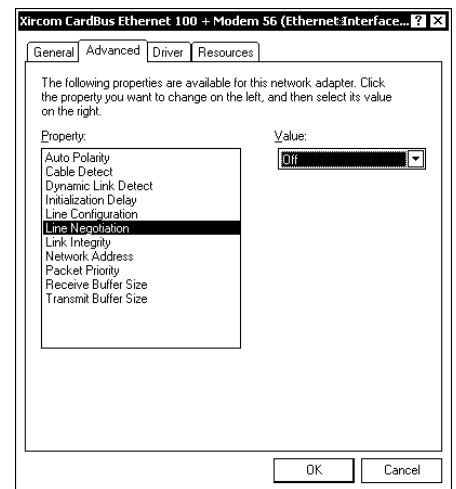 Xircom CardBus Ethernet 100 + Modem 56 (Ethernet Interface... ? X
General Advanced Driver Resources
The following properties are available for this network adapter. Click
the property you want to change on the left, and then select its value
on the right.
Property: Value:
Auto Polarity Off
Cable Detect
Dynamic Link Detect
Initialization Delay
Line Configuration
Line Negotiation
Link Integrity
Network Address
Packet Priority
Receive Buffer Size
Transmit Buffer Size
OK Cancel